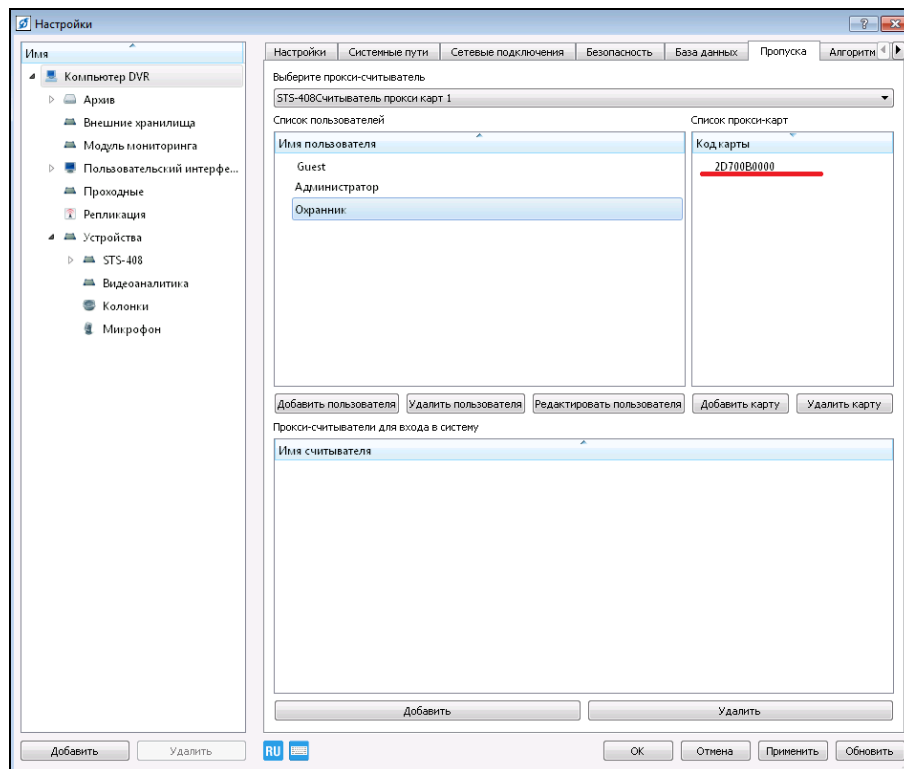 Настройки
Имя
Компьютер DVR
Архив
Внешние хранилища
Модуль мониторинга
Пользовательский интерфе...
Проходные
Репликация
Устройства
STS-408
Видеоаналитика
Колонки
Микрофон
Добавить Удалить
Настройки Системные пути Сетевые подключения Безопасность База данных Пропуска Алгоритм
Выберите прокси-считыватель
STS-408Считыватель прокси карт 1
Список пользователей Список прокси-карт
Имя пользователя Код карты
Guest 2D700B0000
Администратор
Охранник
Добавить пользователя Удалить пользователя Редактировать пользователя Добавить карту Удалить карту
Прокси-считыватели для входа в систему
Имя считывателя
Добавить Удалить
RU OK Отмена Применить Обновить